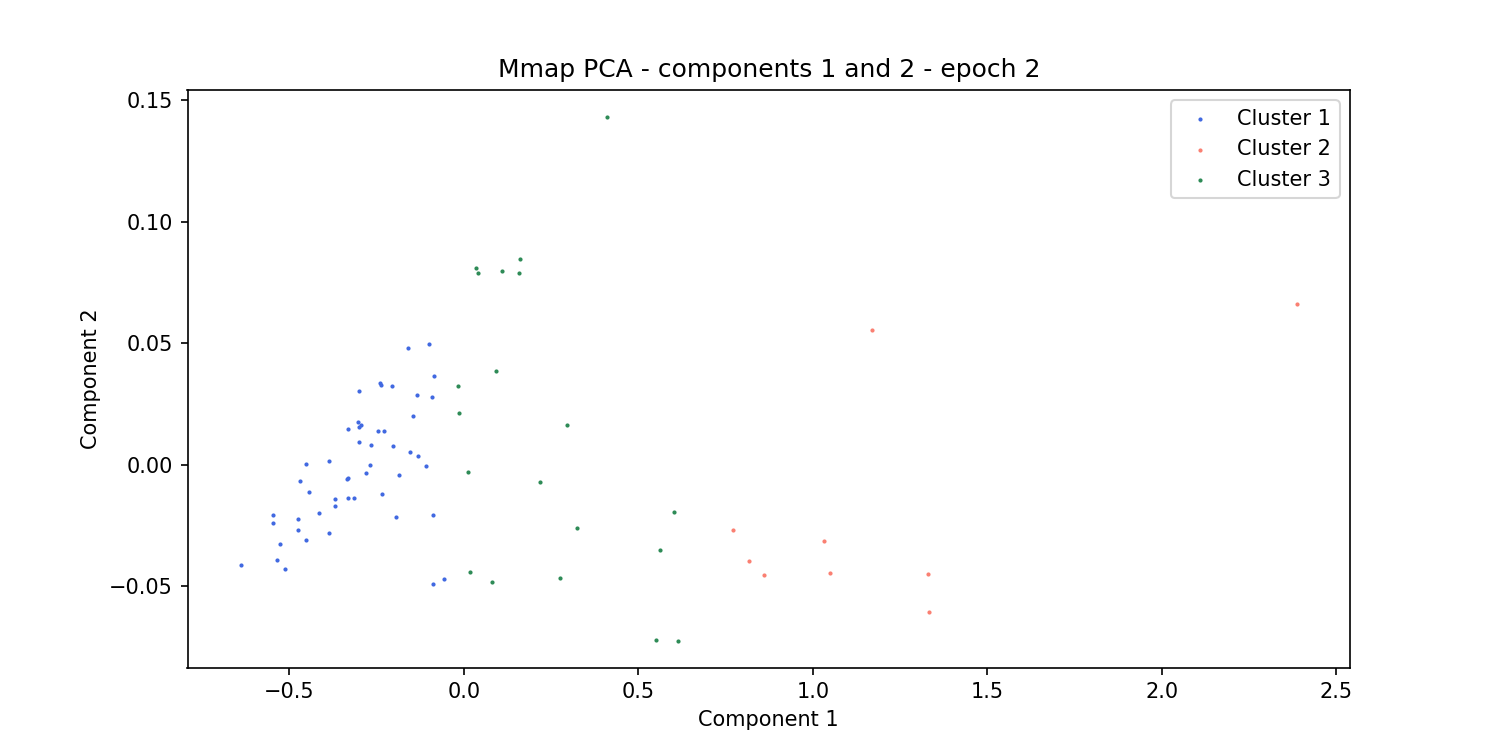 Mmap PCA - components 1 and 2 - epoch 2
Cluster 1
Cluster 2
Cluster 3
Component 2
0.15
0.10
0.05
0.00
−0.05
−0.5
0.0
0.5
1.0
1.5
2.0
2.5
Component 1